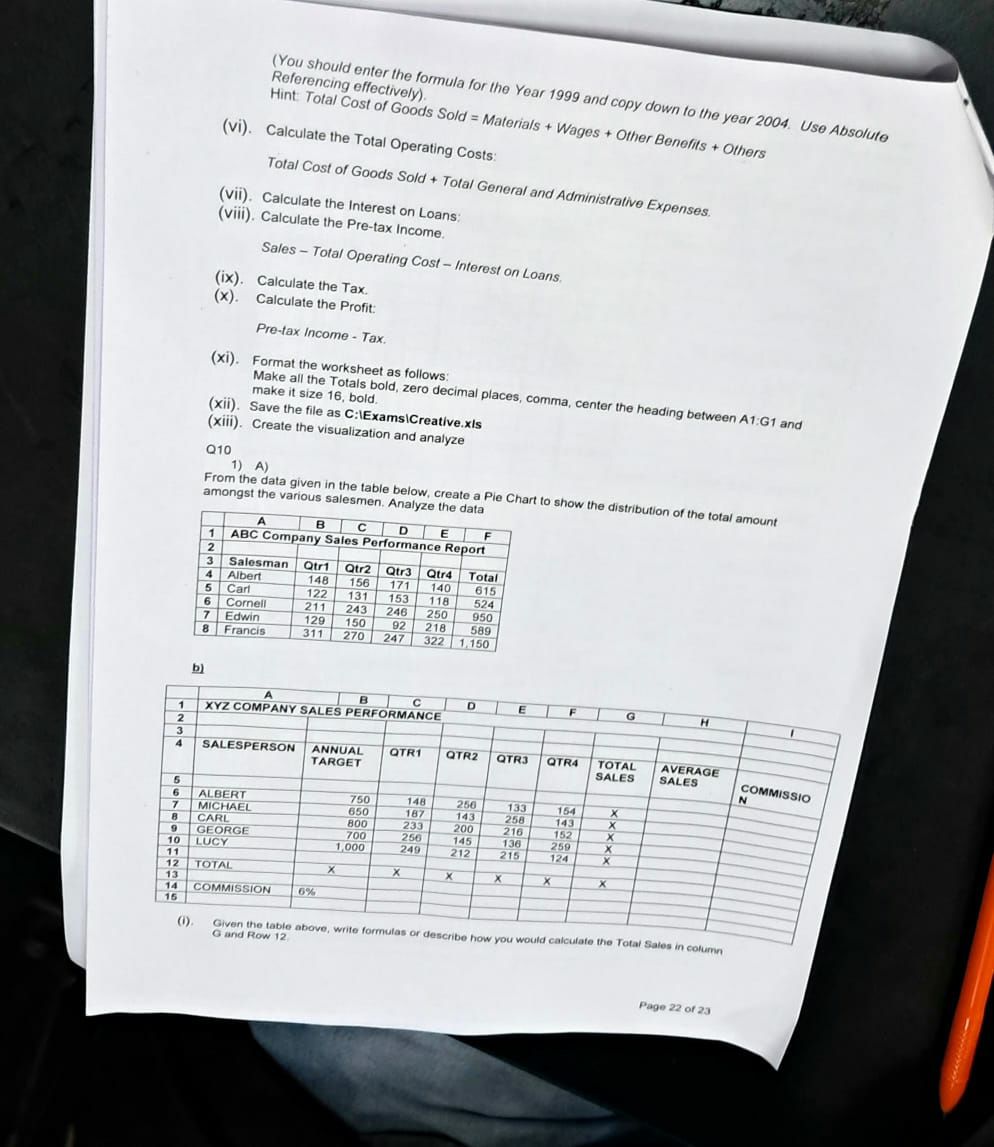 (You should enter the formula for the Year 1999 and copy down to the year 2004. Use Absolute
Referencing effectively).
Hint: Total Cost of Goods Sold = Materials + Wages + Other Benefits + Others
(vi). Calculate the Total Operating Costs:
Total Cost of Goods Sold + Total General and Administrative Expenses.
(vii). Calculate the Interest on Loans:
(viii). Calculate the Pre-tax Income.
Sales – Total Operating Cost – Interest on Loans.
(ix). Calculate the Tax.
(x). Calculate the Profit:
Pre-tax Income - Tax.
(xi). Format the worksheet as follows:
Make all the Totals bold, zero decimal places, comma, center the heading between A1:G1 and
make it size 16, bold.
(xii). Save the file as C:\Exams\Creative.xls
(xiii). Create the visualization and analyze
Q10
1) A)
From the data given in the table below, create a Pie Chart to show the distribution of the total amount
amongst the various salesmen. Analyze the data
A B C D E F
1 ABC Company Sales Performance Report
2
3 Salesman Qtr1 Qtr2 Qtr3 Qtr4 Total
4 Albert 148 156 171 140 615
5 Carl 122 131 153 118 524
6 Cornell 211 243 246 250 950
7 Edwin 129 150 92 218 589
8 Francis 311 270 247 322 1,150
b)
A B C D E F G H I
1 XYZ COMPANY SALES PERFORMANCE
2
3
4 SALESPERSON ANNUAL TARGET QTR1 QTR2 QTR3 QTR4 TOTAL SALES AVERAGE SALES COMMISSIO N
5
6 ALBERT 750 148 256 133 154 X
7 MICHAEL 650 187 143 258 143 X
8 CARL 800 233 200 216 152 X
9 GEORGE 700 256 145 136 259 X
10 LUCY 1,000 249 212 215 124 X
11
12 TOTAL X X X X X X
13
14 COMMISSION 6%
15
(i). Given the table above, write formulas or describe how you would calculate the Total Sales in column
G and Row 12.
Page 22 of 23